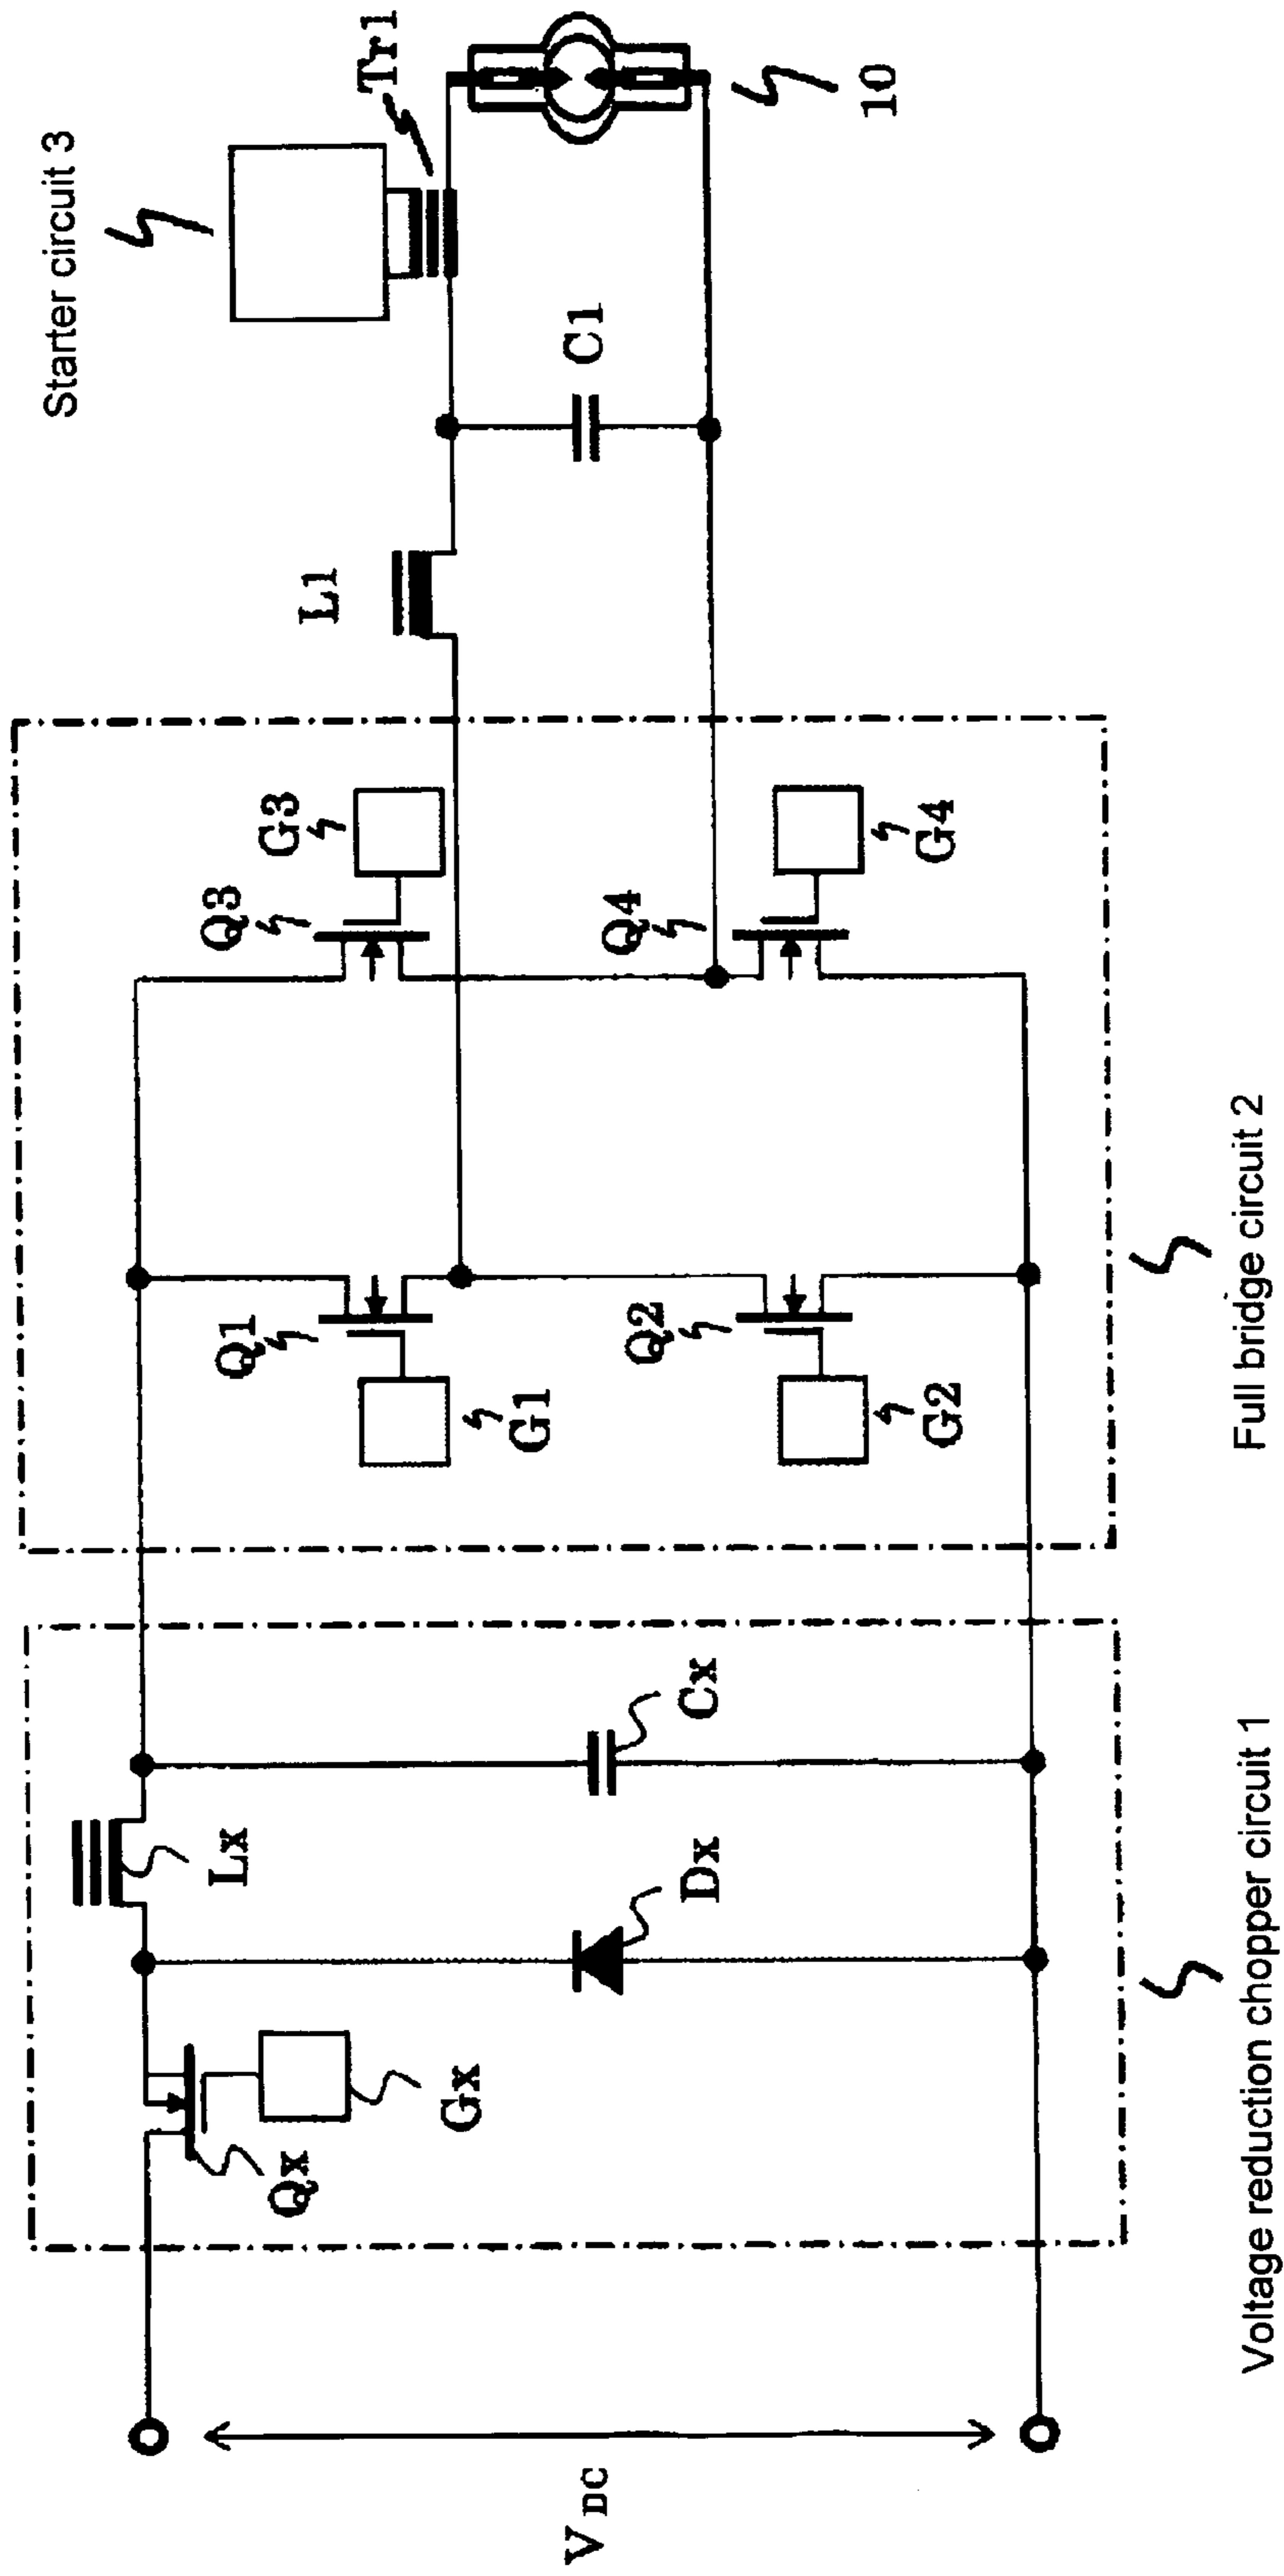 Starter circuit 3
Tr1
10
C1
L1
G3
Q3
Q4
G4
Q1
G1
Q2
G2
Full bridge circuit 2
Lx
Cx
Dx
Qx
Gx
Voltage reduction chopper circuit 1
VDC